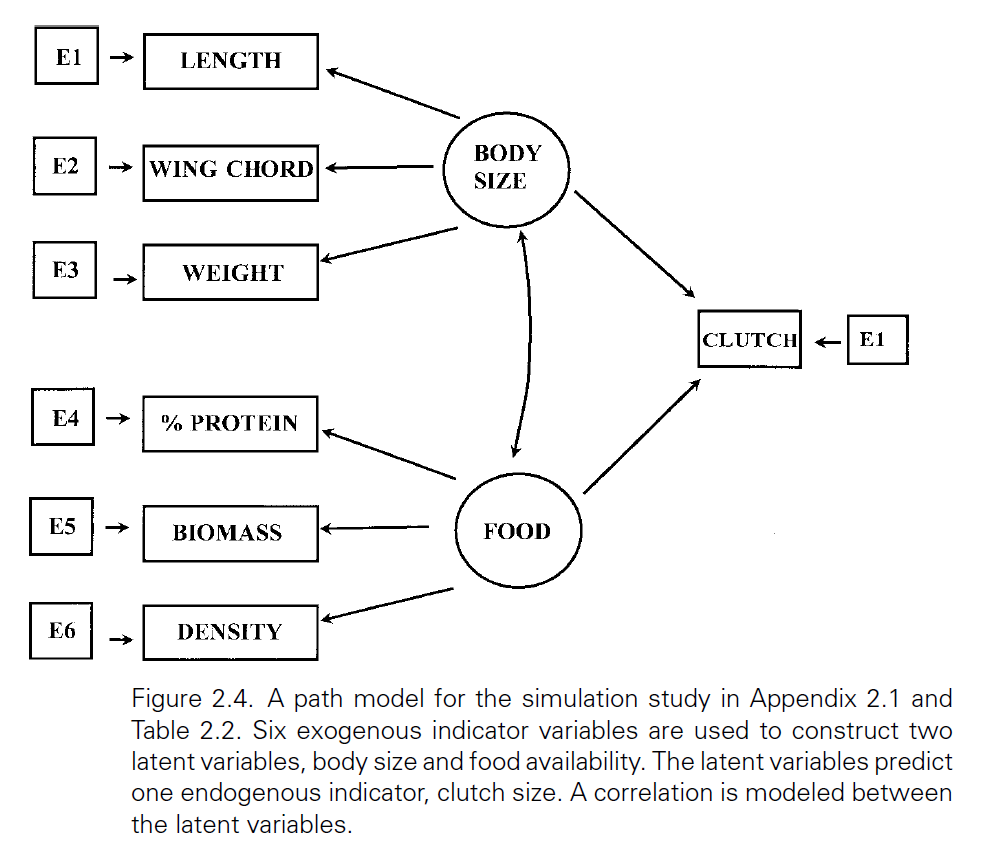 E1
LENGTH
E2
WING CHORD
E3
WEIGHT
BODY
SIZE
CLUTCH
E1
E4
% PROTEIN
E5
BIOMASS
FOOD
E6
DENSITY
Figure 2.4. A path model for the simulation study in Appendix 2.1 and
Table 2.2. Six exogenous indicator variables are used to construct two
latent variables, body size and food availability. The latent variables predict
one endogenous indicator, clutch size. A correlation is modeled between
the latent variables.